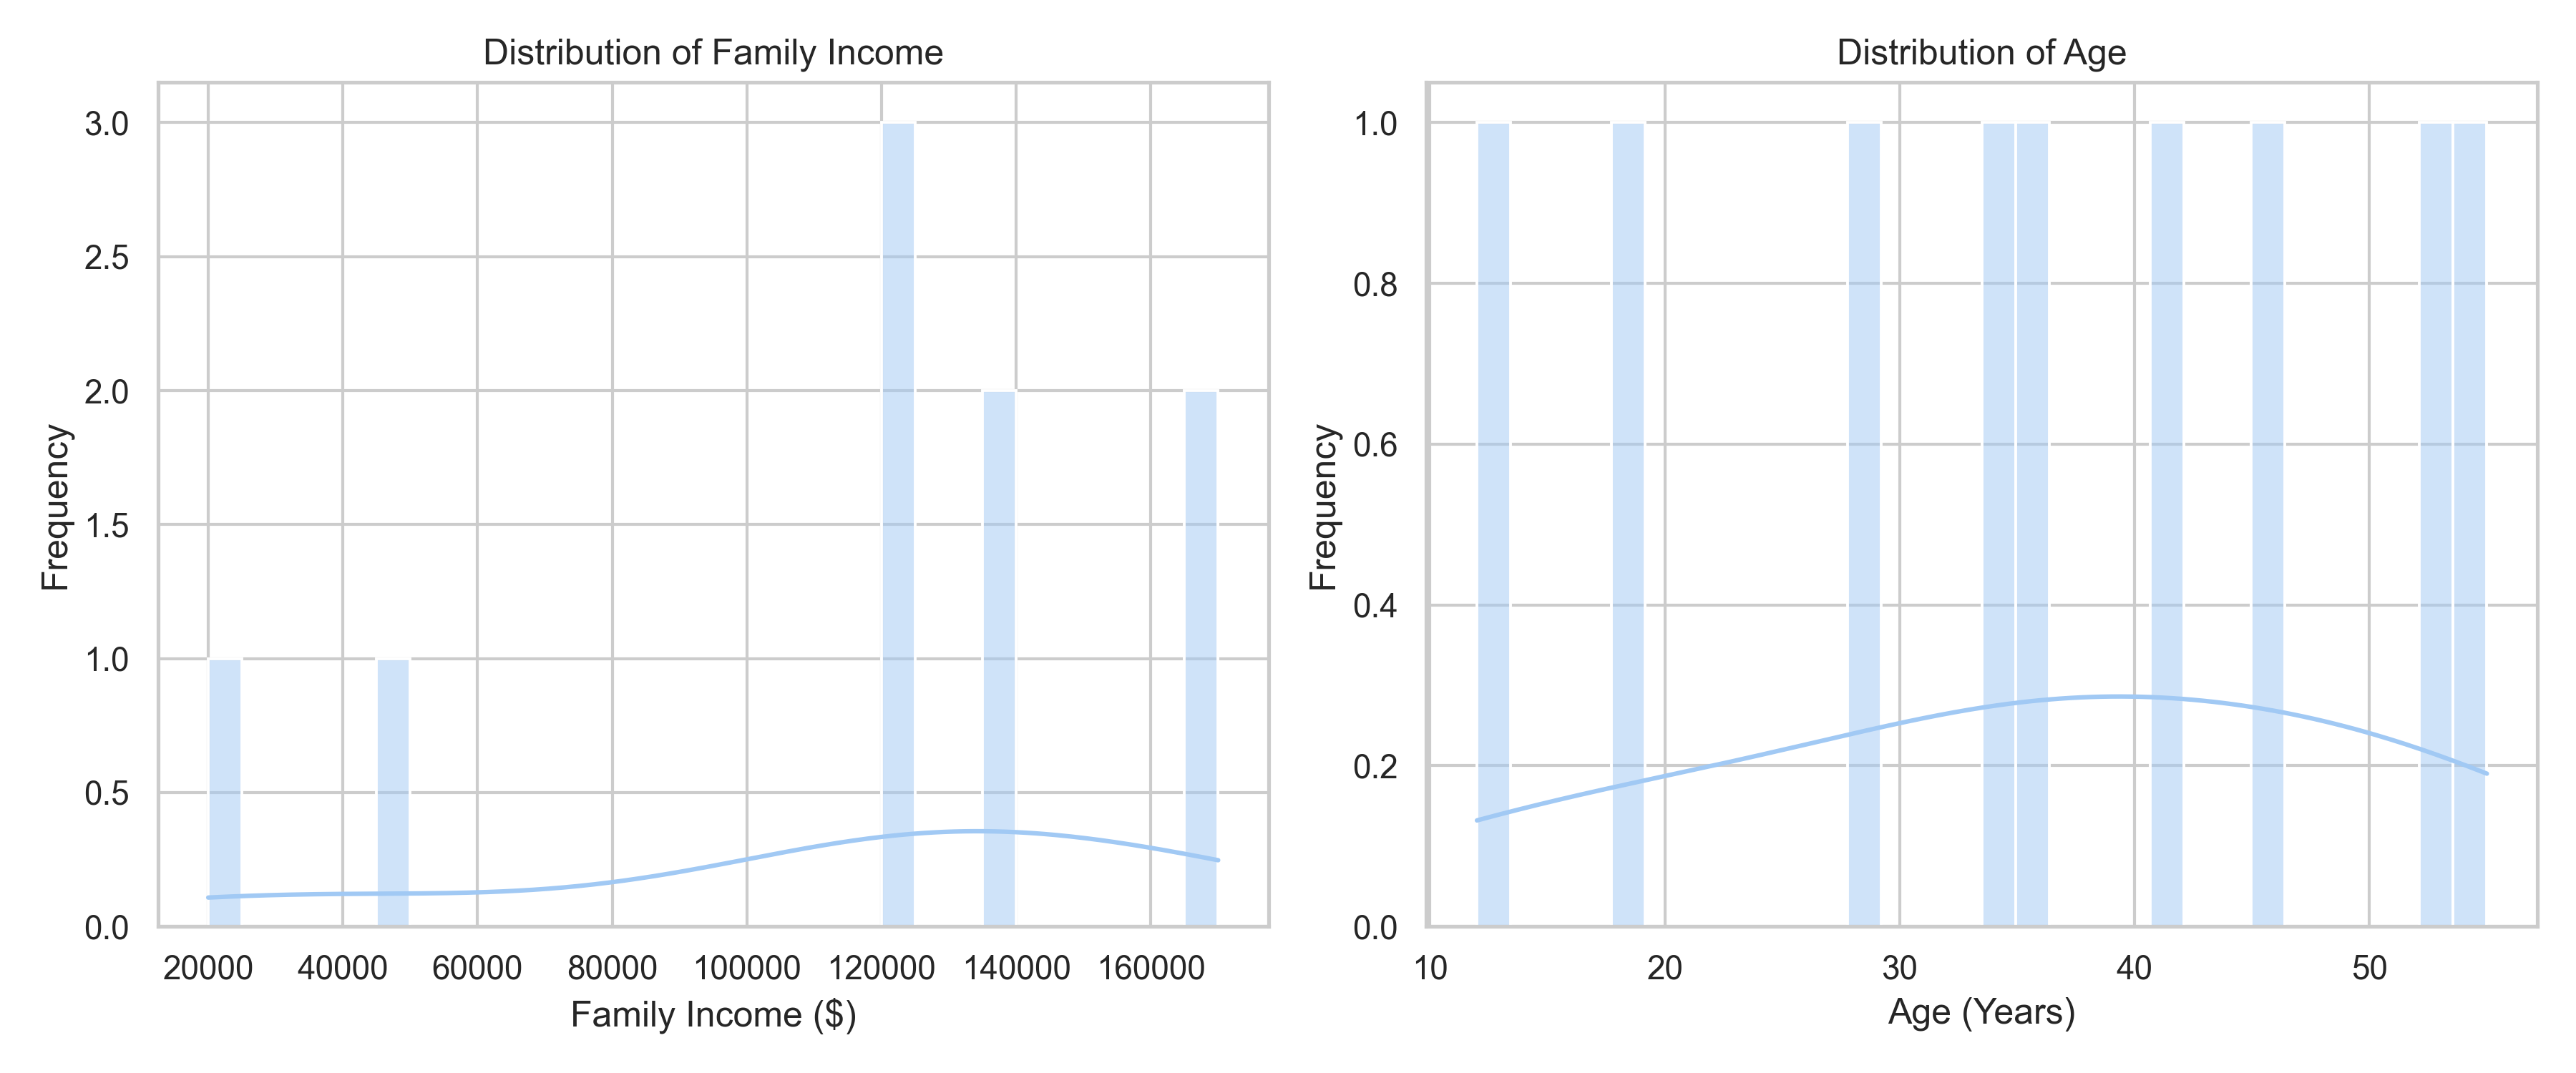 Distribution of Family Income
3.0
2.5
2.0
1.5
1.0
0.5
0.0
Frequency
20000 40000 60000 80000 100000 120000 140000 160000
Family Income ($)
Distribution of Age
1.0
0.8
0.6
0.4
0.2
0.0
Frequency
10 20 30 40 50
Age (Years)